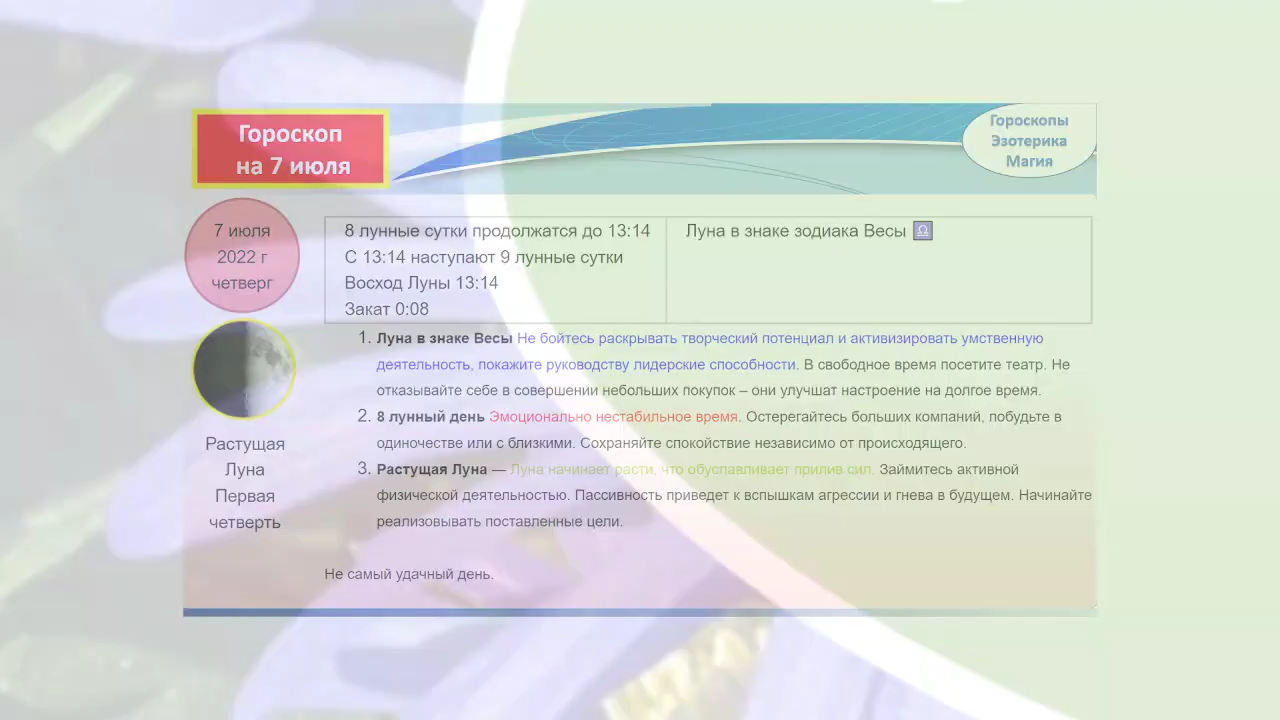 Гороскоп
на 7 июля
Гороскопы
Эзотерика
Магия
7 июля
2022 г
четверг
8 лунные сутки продолжатся до 13:14
С 13:14 наступают 9 лунные сутки
Восход Луны 13:14
Закат 0:08
Луна в знаке зодиака Весы ♎
Растущая
Луна
Первая
четверть
1. Луна в знаке Весы Не бойтесь раскрывать творческий потенциал и активизировать умственную
деятельность, покажите руководству лидерские способности. В свободное время посетите театр. Не
отказывайте себе в совершении небольших покупок – они улучшат настроение на долгое время.
2. 8 лунный день Эмоционально нестабильное время. Остерегайтесь больших компаний, побудьте в
одиночестве или с близкими. Сохраняйте спокойствие независимо от происходящего.
3. Растущая Луна — Луна начинает расти, что обуславливает прилив сил. Займитесь активной
физической деятельностью. Пассивность приведет к вспышкам агрессии и гнева в будущем. Начинайте
реализовывать поставленные цели.
Не самый удачный день.